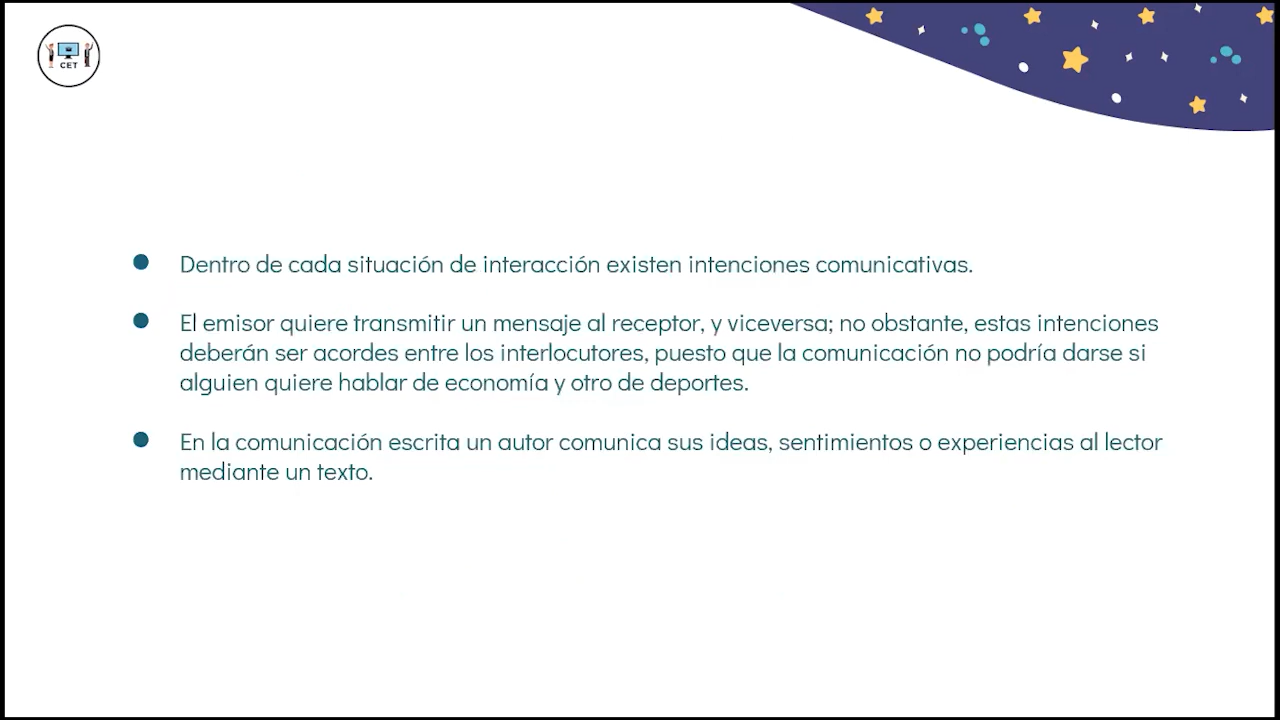 CET
Dentro de cada situación de interacción existen intenciones comunicativas.
El emisor quiere transmitir un mensaje al receptor, y viceversa; no obstante, estas intenciones
deberán ser acordes entre los interlocutores, puesto que la comunicación no podría darse si
alguien quiere hablar de economía y otro de deportes.
En la comunicación escrita un autor comunica sus ideas, sentimientos o experiencias al lector
mediante un texto.